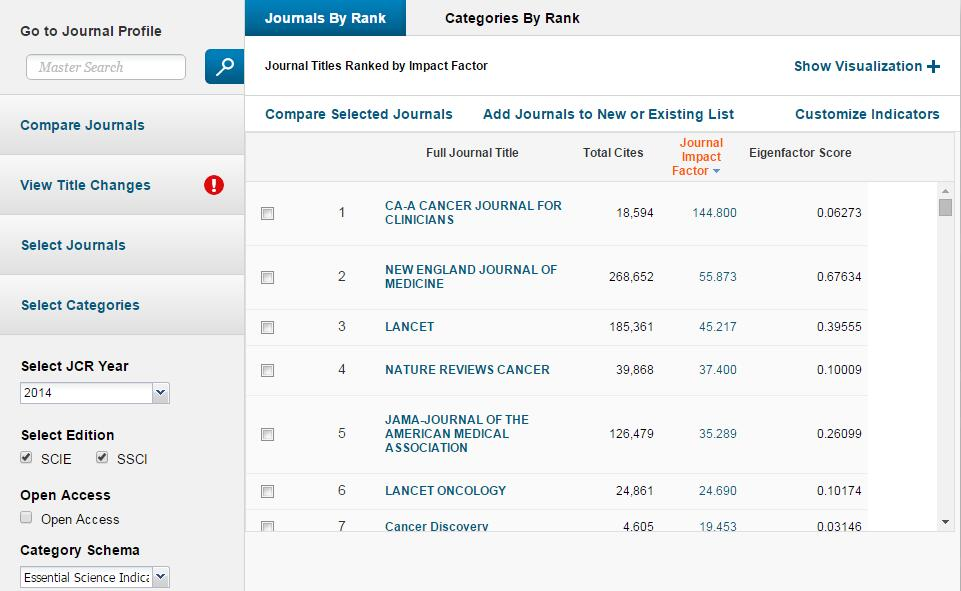 Go to Journal Profile
Master Search
Compare Journals
View Title Changes
Select Journals
Select Categories
Select JCR Year
2014
Select Edition
SCIE SSCI
Open Access
Open Access
Category Schema
Essential Science Indica
Journals By Rank Categories By Rank
Journal Titles Ranked by Impact Factor Show Visualization +
Compare Selected Journals Add Journals to New or Existing List Customize Indicators
Full Journal Title Total Cites Journal Impact Factor Eigenfactor Score
1 CA-A CANCER JOURNAL FOR CLINICIANS 18,594 144.800 0.06273
2 NEW ENGLAND JOURNAL OF MEDICINE 268,652 55.873 0.67634
3 LANCET 185,361 45.217 0.39555
4 NATURE REVIEWS CANCER 39,868 37.400 0.10009
5 JAMA-JOURNAL OF THE AMERICAN MEDICAL ASSOCIATION 126,479 35.289 0.26099
6 LANCET ONCOLOGY 24,861 24.690 0.10174
7 Cancer Discovery 4,605 19.453 0.03146